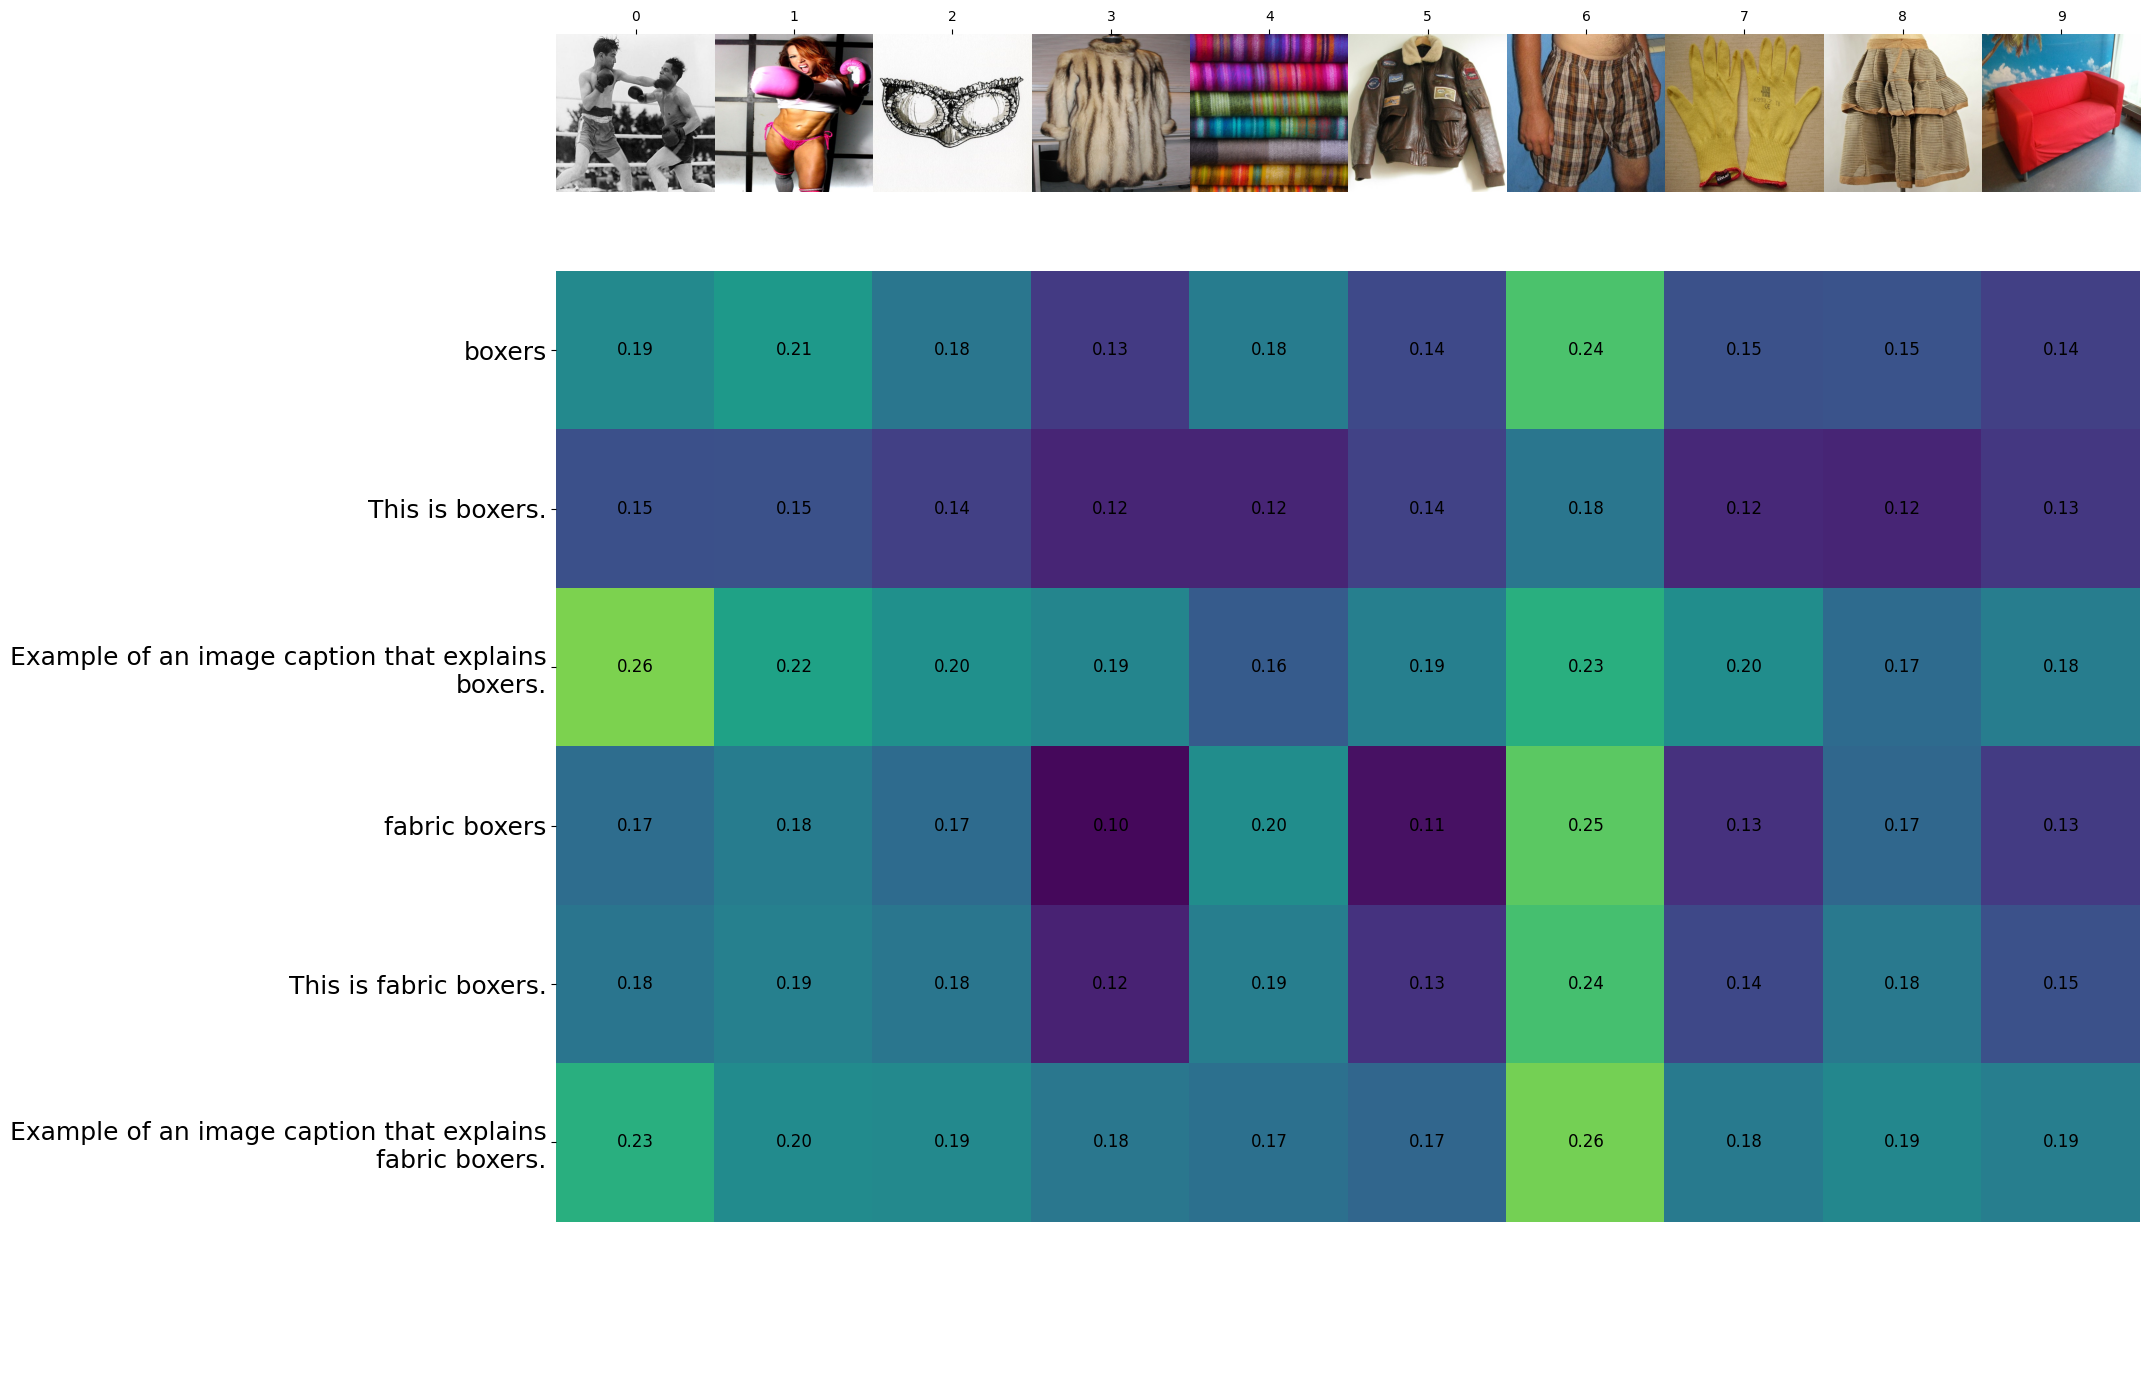 0 1 2 3 4 5 6 7 8 9
boxers 0.19 0.21 0.18 0.13 0.18 0.14 0.24 0.15 0.15 0.14
This is boxers. 0.15 0.15 0.14 0.12 0.12 0.14 0.18 0.12 0.12 0.13
Example of an image caption that explains
boxers. 0.26 0.22 0.20 0.19 0.16 0.19 0.23 0.20 0.17 0.18
fabric boxers 0.17 0.18 0.17 0.10 0.20 0.11 0.25 0.13 0.17 0.13
This is fabric boxers. 0.18 0.19 0.18 0.12 0.19 0.13 0.24 0.14 0.18 0.15
Example of an image caption that explains
fabric boxers. 0.23 0.20 0.19 0.18 0.17 0.17 0.26 0.18 0.19 0.19